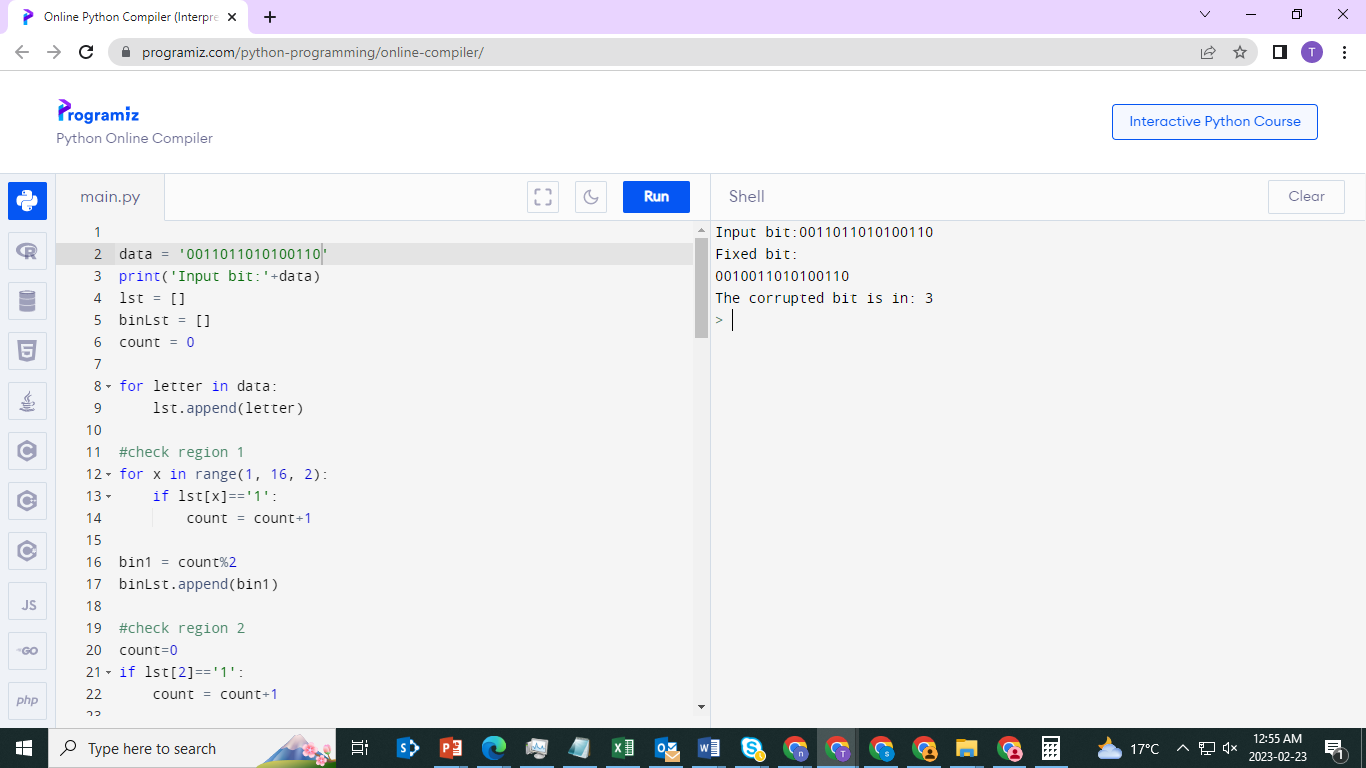 Online Python Compiler (Interpre
programiz.com/python-programming/online-compiler/
T
Programiz
Python Online Compiler
Interactive Python Course
main.py
Run
Shell
Clear
1
2 data = '0011011010100110'
3 print('Input bit:'+data)
4 lst = []
5 binLst = []
6 count = 0
7
8 for letter in data:
9 lst.append(letter)
10
11 #check region 1
12 for x in range(1, 16, 2):
13 if lst[x]=='1':
14 count = count+1
15
16 bin1 = count%2
17 binLst.append(bin1)
18
19 #check region 2
20 count=0
21 if lst[2]=='1':
22 count = count+1
23
Input bit:0011011010100110
Fixed bit:
0010011010100110
The corrupted bit is in: 3
>
R
5
C
C
C
JS
GO
php
Type here to search
17°C
12:55 AM
2023-02-23
1